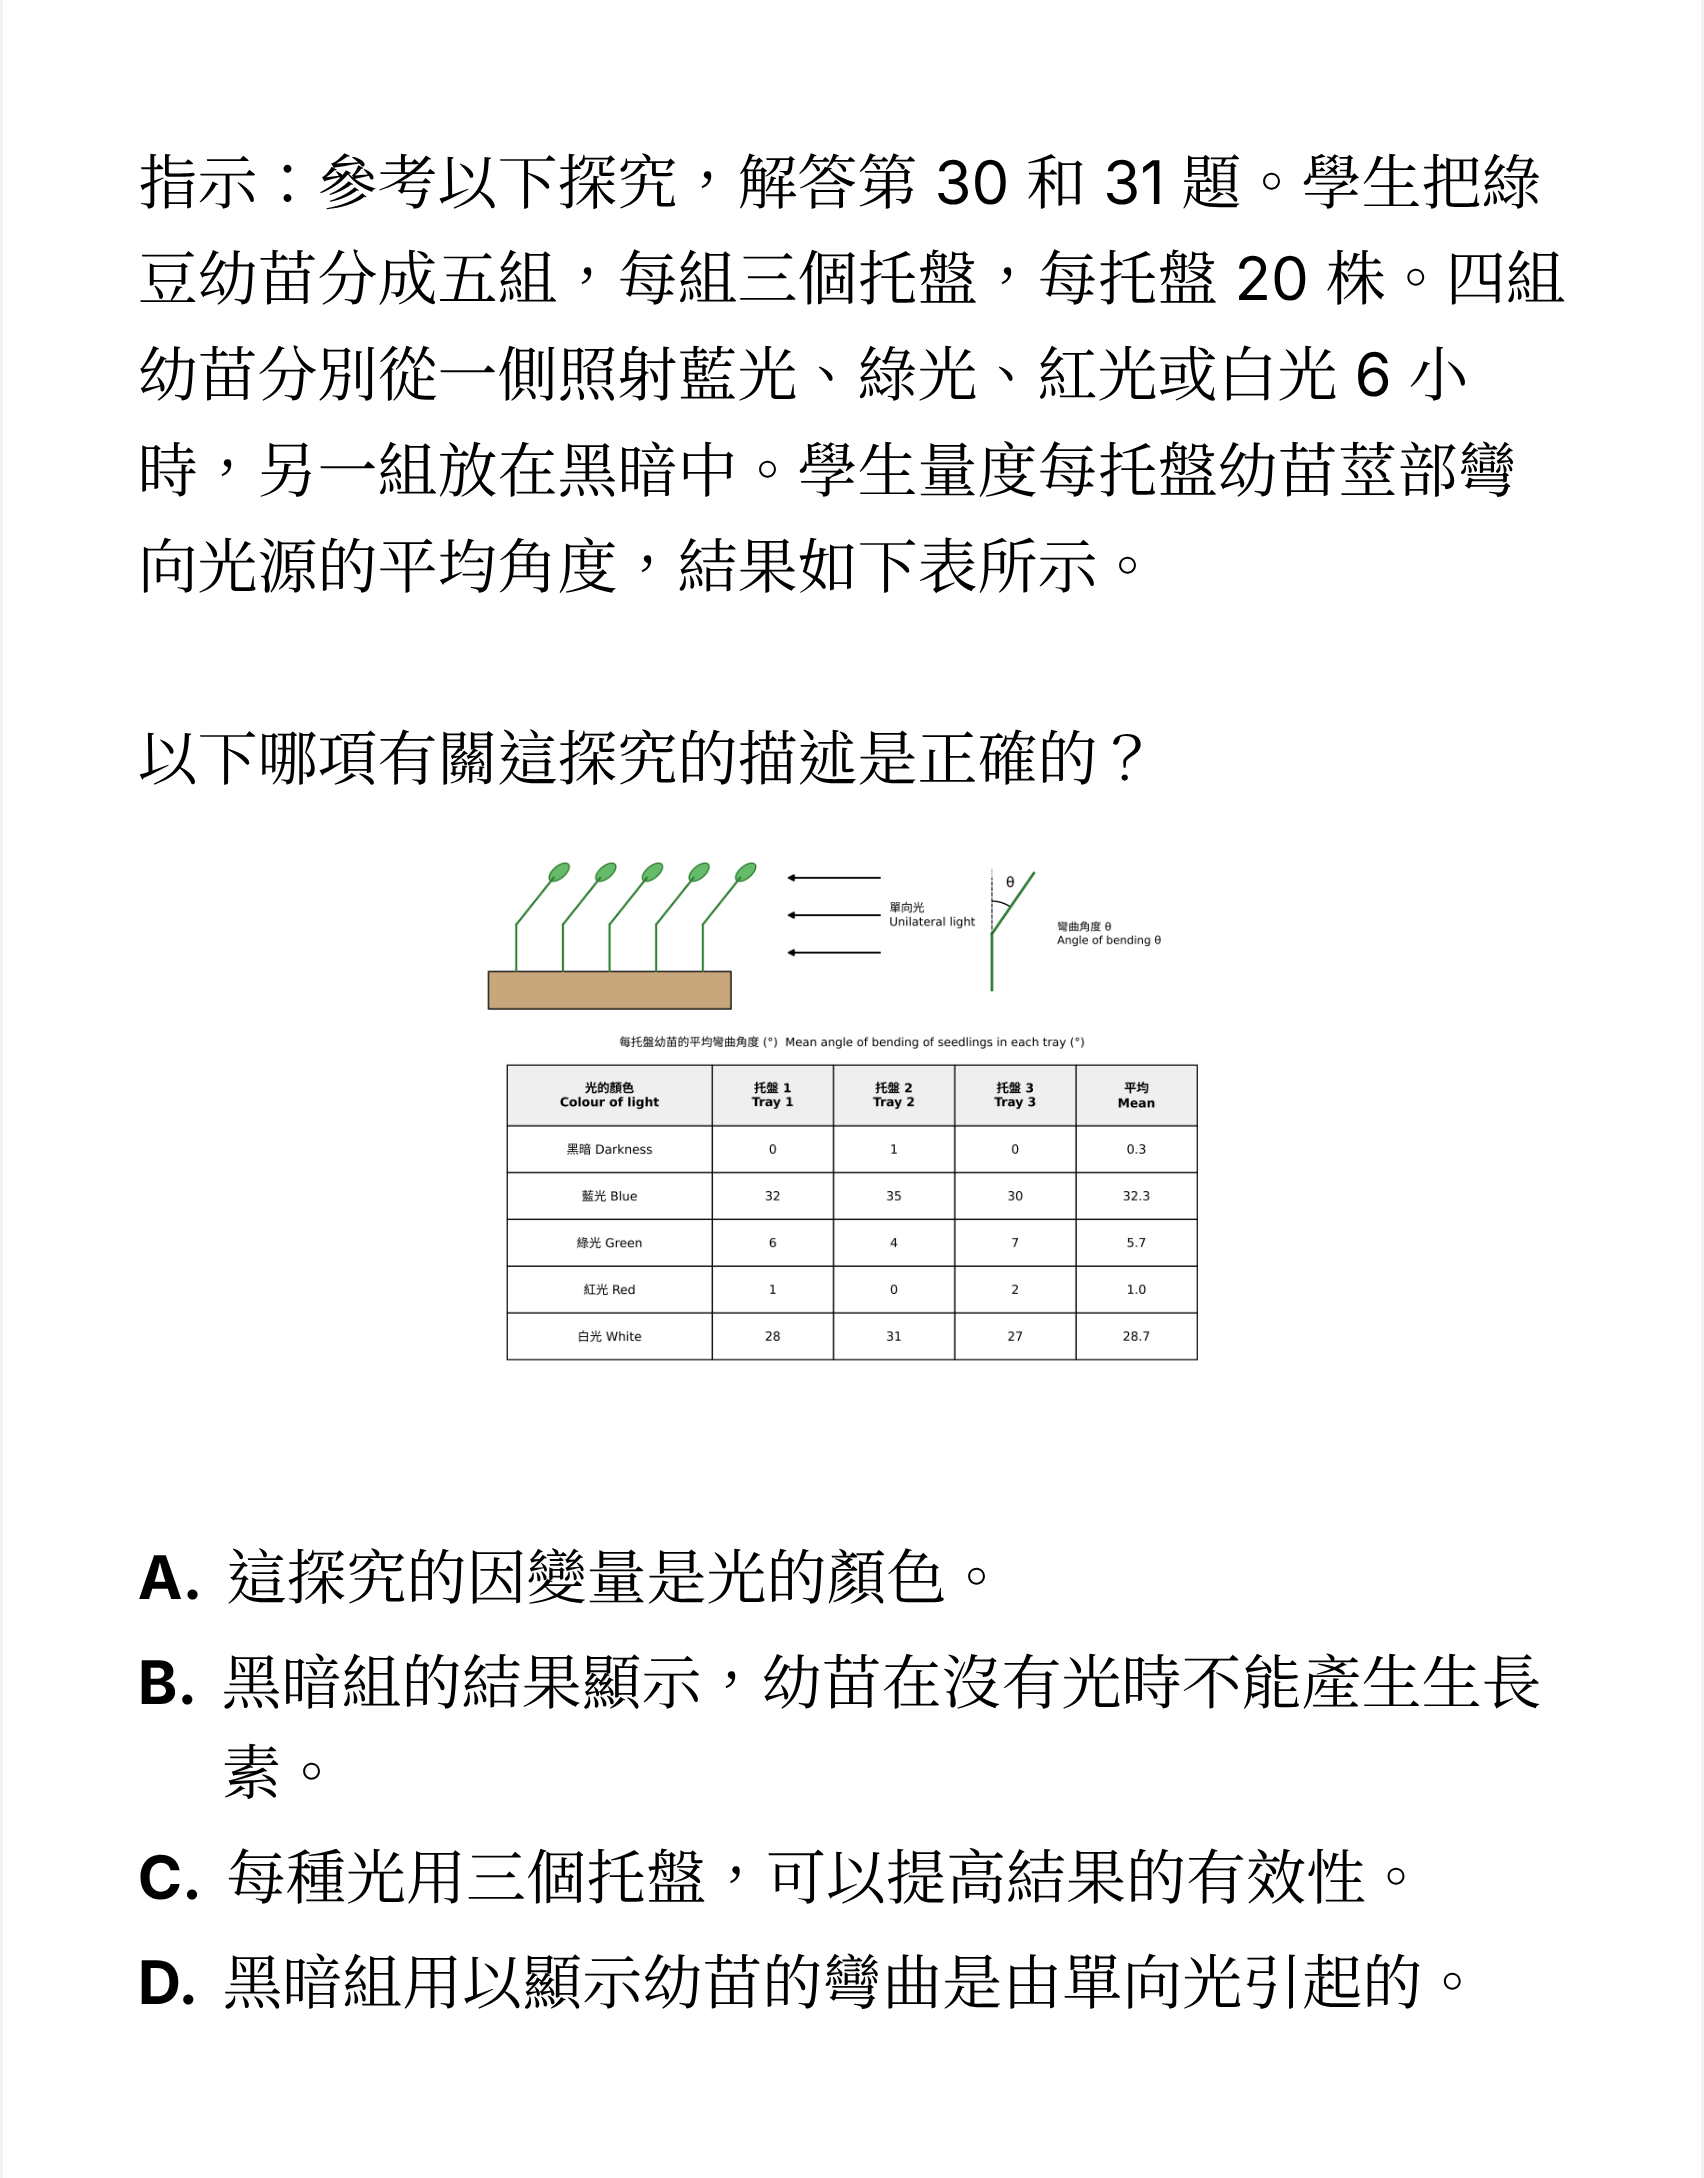 指示：參考以下探究，解答第 30 和 31 題。學生把綠
豆幼苗分成五組，每組三個托盤，每托盤 20 株。四組
幼苗分別從一側照射藍光、綠光、紅光或白光 6 小
時，另一組放在黑暗中。學生量度每托盤幼苗莖部彎
向光源的平均角度，結果如下表所示。
以下哪項有關這探究的描述是正確的？
單向光
Unilateral light
θ
彎曲角度 θ
Angle of bending θ
每托盤幼苗的平均彎曲角度 (°) Mean angle of bending of seedlings in each tray (°)
光的顏色 托盤 1 托盤 2 托盤 3 平均
Colour of light Tray 1 Tray 2 Tray 3 Mean
黑暗 Darkness 0 1 0 0.3
藍光 Blue 32 35 30 32.3
綠光 Green 6 4 7 5.7
紅光 Red 1 0 2 1.0
白光 White 28 31 27 28.7
A. 這探究的因變量是光的顏色。
B. 黑暗組的結果顯示，幼苗在沒有光時不能產生生長
素。
C. 每種光用三個托盤，可以提高結果的有效性。
D. 黑暗組用以顯示幼苗的彎曲是由單向光引起的。